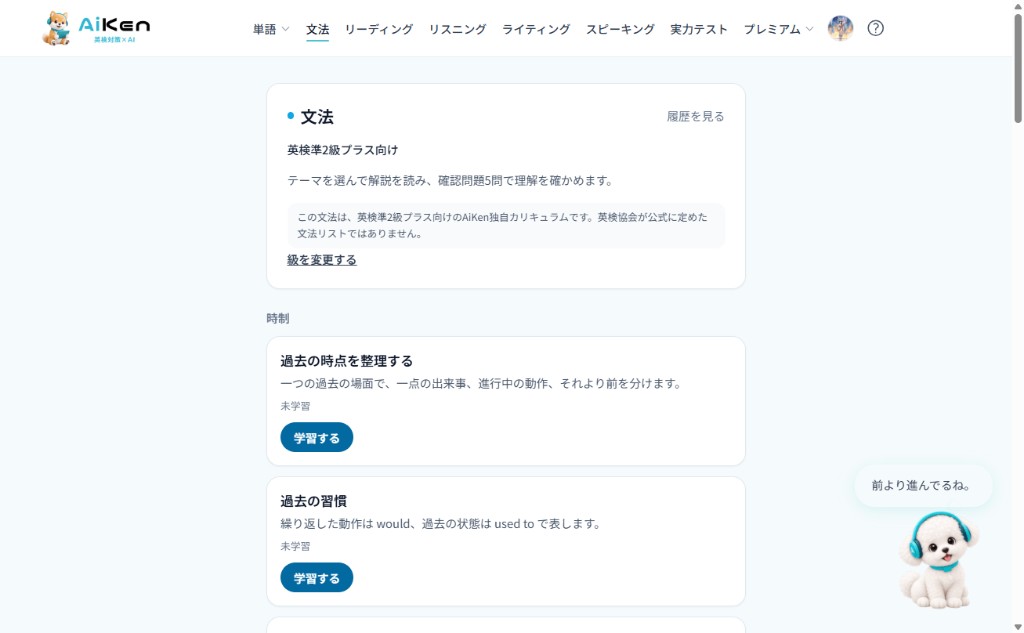 AiKen
英検対策×AI
単語 文法 リーディング リスニング ライティング スピーキング 実力テスト プレミアム ?
文法
履歴を見る
英検準2級プラス向け
テーマを選んで解説を読み、確認問題5問で理解を確かめます。
この文法は、英検準2級プラス向けのAiKen独自カリキュラムです。英検協会が公式に定めた
文法リストではありません。
級を変更する
時制
過去の時点を整理する
一つの過去の場面で、一点の出来事、進行中の動作、それより前を分けます。
未学習
学習する
過去の習慣
繰り返した動作は would、過去の状態は used to で表します。
未学習
学習する
前より進んでるね。